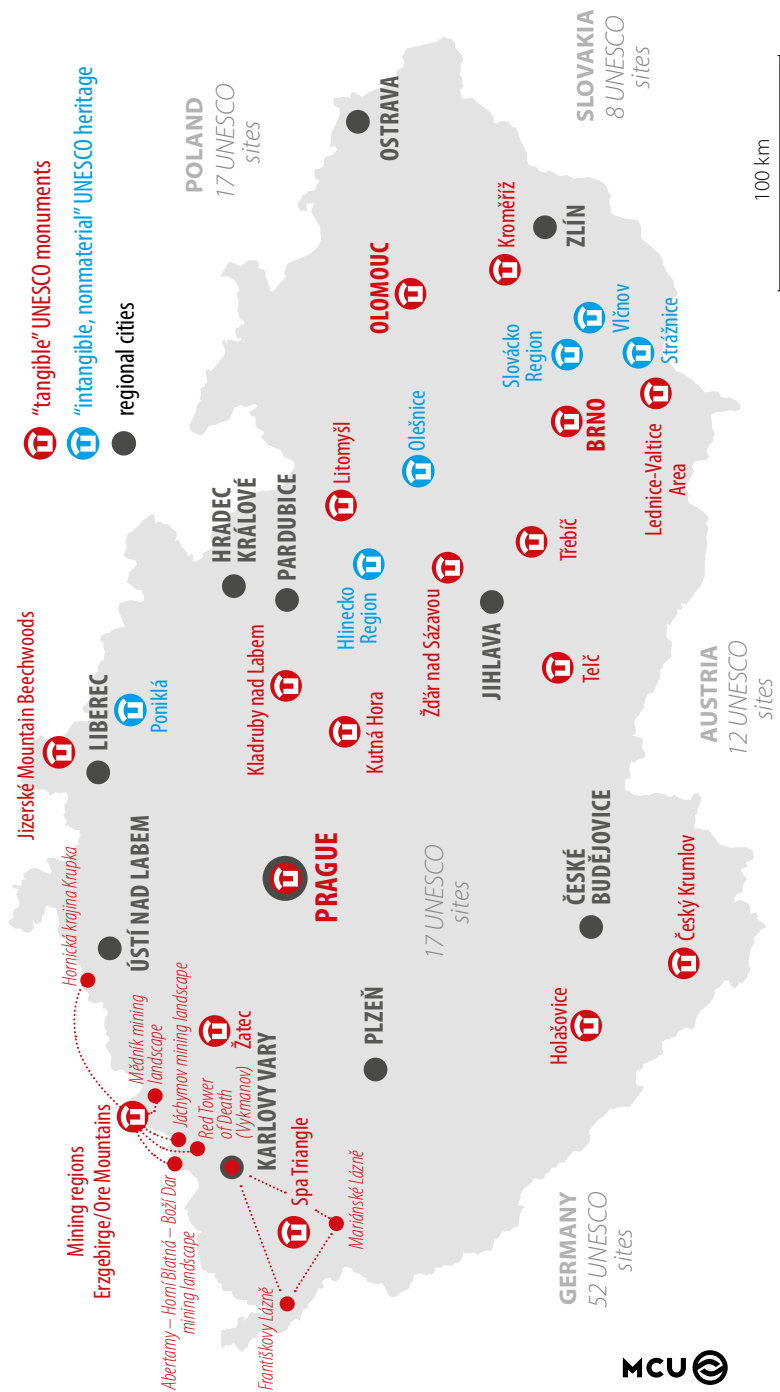 "tangible" UNESCO monuments
"intangible, nonmaterial" UNESCO heritage
regional cities
POLAND
17 UNESCO
sites
SLOVAKIA
8 UNESCO
sites
AUSTRIA
12 UNESCO
sites
GERMANY
52 UNESCO
sites
17 UNESCO
sites
Mining regions
Erzgebirge/Ore Mountains
Abertamy – Horní Blatná – Boží Dar
mining landscape
Hornická krajina Krupka
Mědník mining
landscape
Jáchymov mining landscape
Red Tower
of Death
(Vykmanov)
Jizerské Mountain Beechwoods
LIBEREC
Poniklá
ÚSTÍ NAD LABEM
Žatec
KARLOVY VARY
Spa Triangle
Františkovy Lázně
Mariánské Lázně
PLZEŇ
PRAGUE
HRADEC
KRÁLOVÉ
PARDUBICE
Kladruby nad Labem
Kutná Hora
Litomyšl
Hlinecko
Region
Olešnice
Žďár nad Sázavou
JIHLAVA
Třebíč
Telč
ČESKÉ
BUDĚJOVICE
Holašovice
Český Krumlov
OSTRAVA
OLOMOUC
Kroměříž
ZLÍN
Slovácko
Region
Vlčnov
Strážnice
BRNO
Lednice-Valtice
Area
100 km
MCU